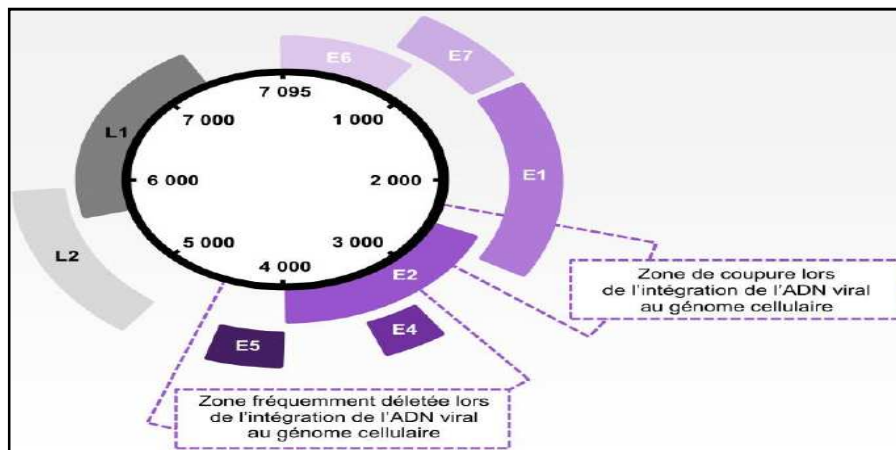 E6
E7
7 095
L1
7 000
1 000
E1
6 000
2 000
L2
5 000
3 000
E2
4 000
Zone de coupure lors
de l'intégration de l'ADN viral
au génome cellulaire
E4
E5
Zone fréquemment délétée lors
de l'intégration de l'ADN viral
au génome cellulaire